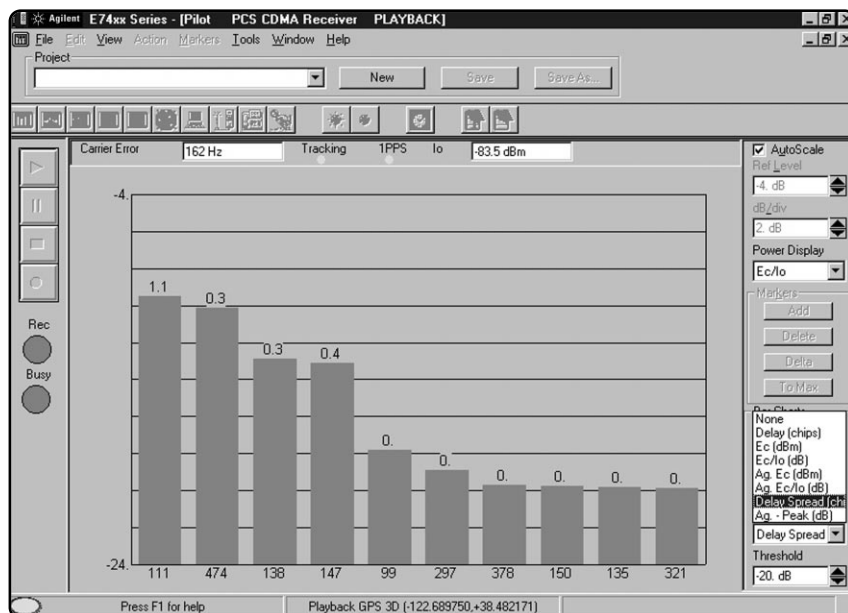 Agilent E74xx Series - [Pilot PCS CDMA Receiver PLAYBACK]
File Edit View Action Markers Tools Window Help
Project
New Save Save As...
Carrier Error 162 Hz Tracking 1PPS Io -83.5 dBm
AutoScale
Ref Level
-4. dB
dB/div
2. dB
Power Display
Ec/Io
Markers
Add
Delete
Delta
To Max
Bar Charts
None
Delay (chips)
Ec (dBm)
Ec/Io (dB)
Ag. Ec (dBm)
Ag. Ec/Io (dB)
Delay Spread (chi
Ag. - Peak (dB)
Delay Spread
Threshold
-20. dB
Rec
Busy
-4.
1.1 0.3 0.3 0.4 0. 0. 0. 0. 0. 0.
-24.
111 474 138 147 99 297 378 150 135 321
Press F1 for help Playback GPS 3D (-122.689750,+38.482171)